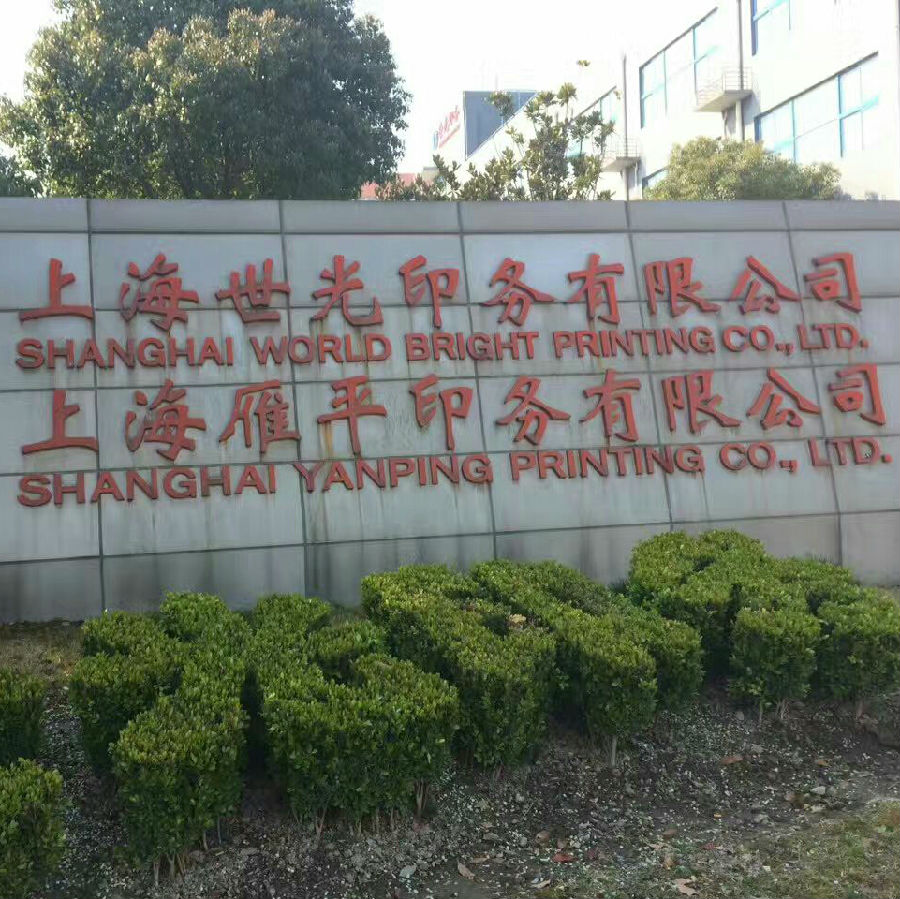 上海世光印务有限公司
SHANGHAI WORLD BRIGHT PRINTING CO., LTD.
上海雁平印务有限公司
SHANGHAI YANPING PRINTING CO., LTD.